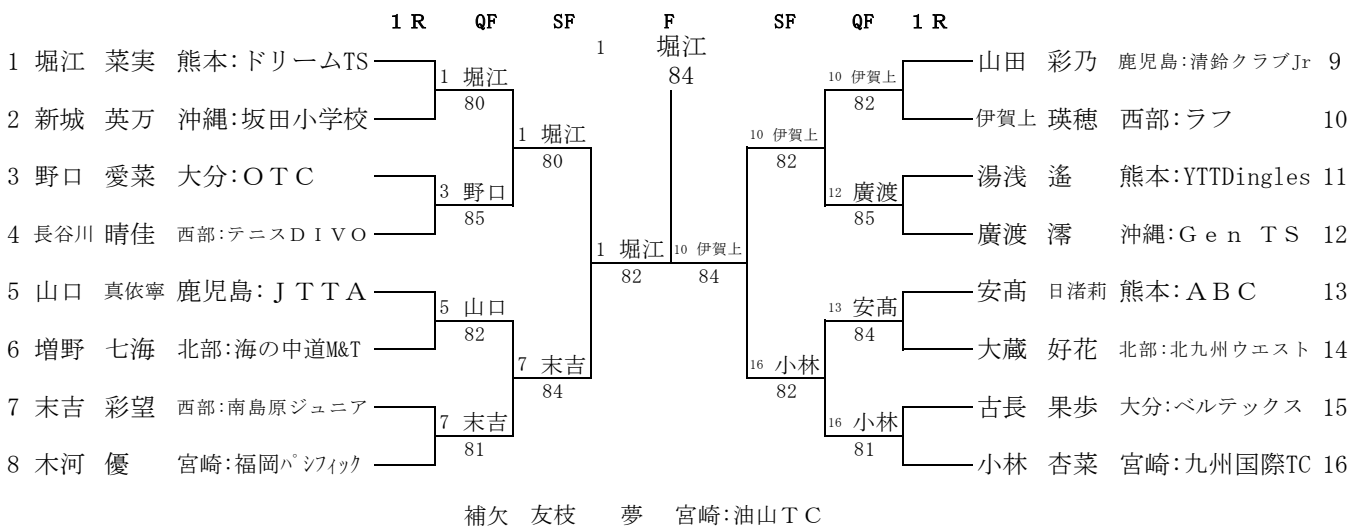 1 R QF SF F SF QF 1 R
1 堀江
84
1 堀江 菜実 熊本:ドリームTS
山田 彩乃 鹿児島:清鈴クラブJr 9
1 堀江
80
10 伊賀上
82
2 新城 英万 沖縄:坂田小学校
伊賀上 瑛穂 西部:ラフ 10
1 堀江
80
10 伊賀上
82
3 野口 愛菜 大分:ＯＴＣ
湯浅 遙 熊本:YTTDingles 11
3 野口
85
12 廣渡
85
4 長谷川 晴佳 西部:テニスＤＩＶＯ
廣渡 澪 沖縄:Ｇｅｎ ＴＳ 12
1 堀江
82
10 伊賀上
84
5 山口 真依寧 鹿児島:ＪＴＴＡ
安髙 日渚莉 熊本:ＡＢＣ 13
5 山口
82
13 安髙
84
6 増野 七海 北部:海の中道M&T
大蔵 好花 北部:北九州ウエスト 14
7 末吉
84
16 小林
82
7 末吉 彩望 西部:南島原ジュニア
古長 果歩 大分:ベルテックス 15
7 末吉
81
16 小林
81
8 木河 優 宮崎:福岡ﾊﾟｼﾌィｯｸ
小林 杏菜 宮崎:九州国際TC 16
補欠 友枝 夢 宮崎:油山ＴＣ